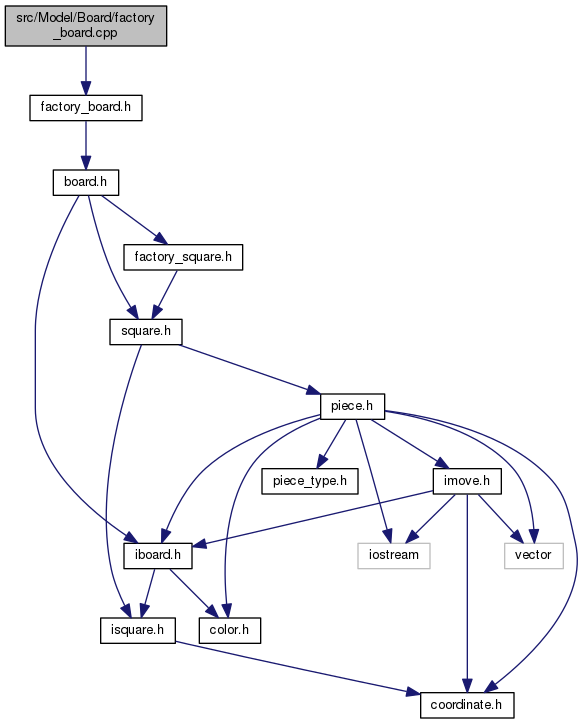 src/Model/Board/factory
_board.cpp
factory_board.h
board.h
factory_square.h
square.h
piece.h
piece_type.h
imove.h
iboard.h
iostream
vector
isquare.h
color.h
coordinate.h